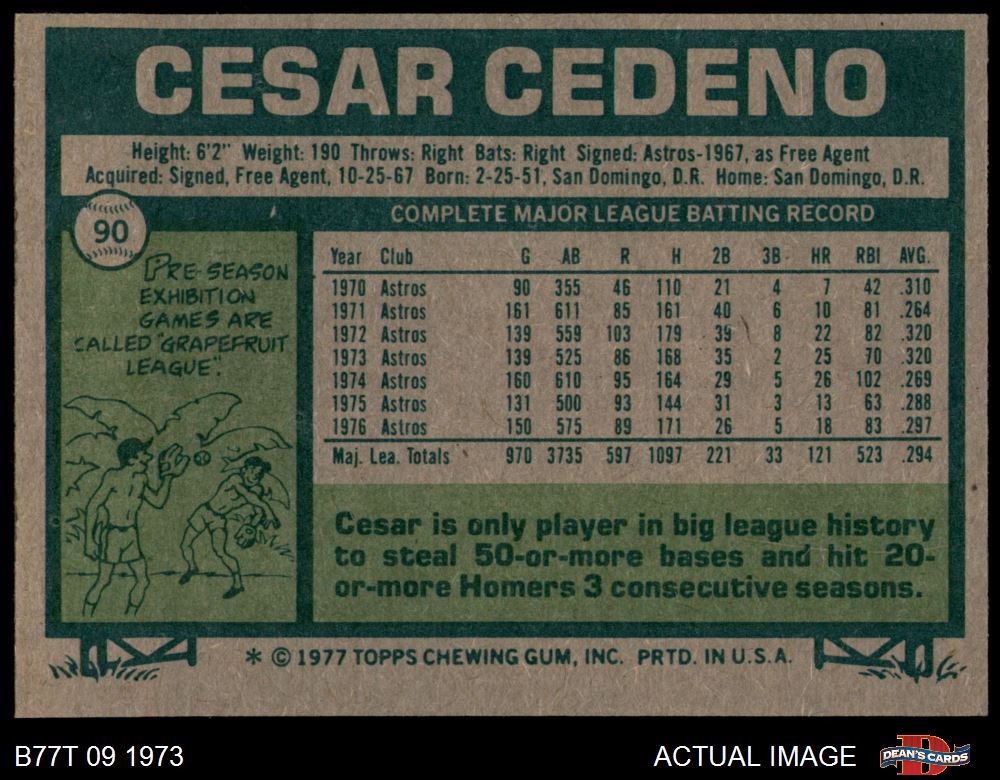 CESAR CEDENO
Height: 6'2" Weight: 190 Throws: Right Bats: Right Signed: Astros-1967, as Free Agent
Acquired: Signed, Free Agent, 10-25-67 Born: 2-25-51, San Domingo, D.R. Home: San Domingo, D.R.
90
PRE-SEASON
EXHIBITION
GAMES ARE
CALLED "GRAPEFRUIT
LEAGUE".
COMPLETE MAJOR LEAGUE BATTING RECORD
Year Club G AB R H 2B 3B HR RBI AVG.
1970 Astros 90 355 46 110 21 4 7 42 .310
1971 Astros 161 611 85 161 40 6 10 81 .264
1972 Astros 139 559 103 179 39 8 22 82 .320
1973 Astros 139 525 86 168 35 2 25 70 .320
1974 Astros 160 610 95 164 29 5 26 102 .269
1975 Astros 131 500 93 144 31 3 13 63 .288
1976 Astros 150 575 89 171 26 5 18 83 .297
Maj. Lea. Totals 970 3735 597 1097 221 33 121 523 .294
Cesar is only player in big league history
to steal 50-or-more bases and hit 20-
or-more Homers 3 consecutive seasons.
* © 1977 TOPPS CHEWING GUM, INC. PRTD. IN U.S.A.
B77T 09 1973
ACTUAL IMAGE
DEAN'S CARDS